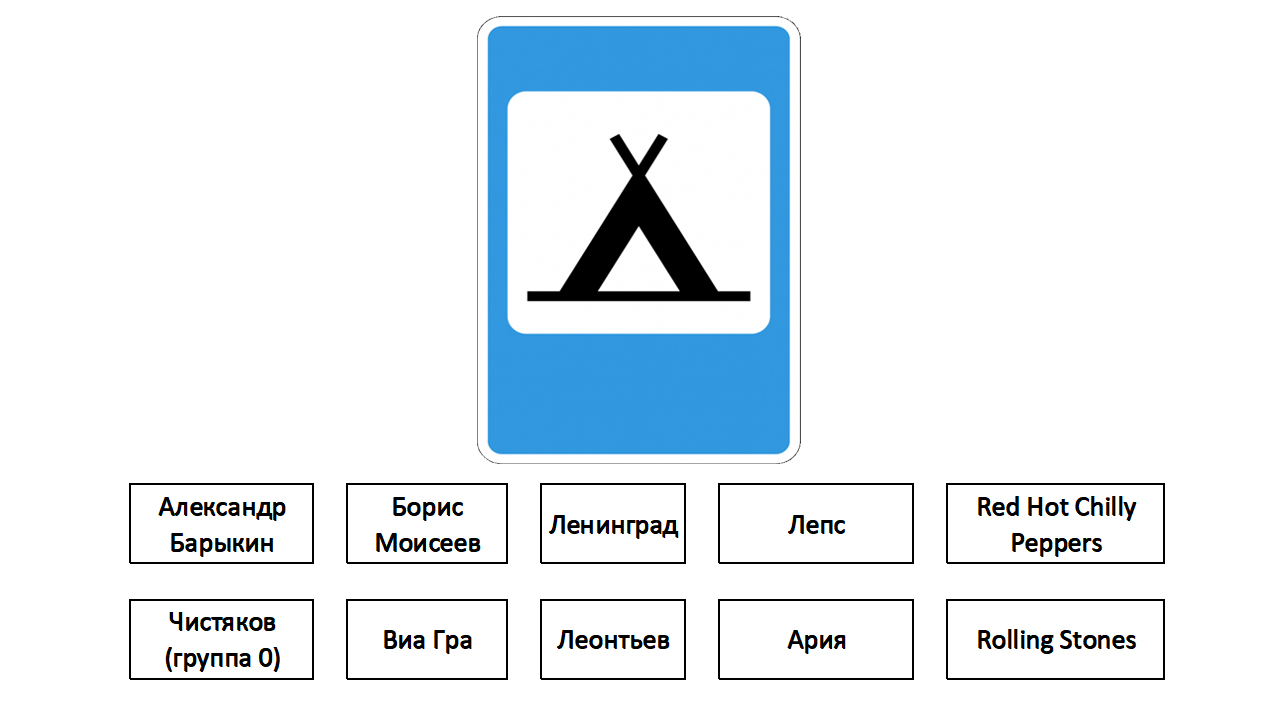 Александр
Барыкин
Борис
Моисеев
Ленинград
Лепс
Red Hot Chilly
Peppers
Чистяков
(группа 0)
Виа Гра
Леонтьев
Ария
Rolling Stones